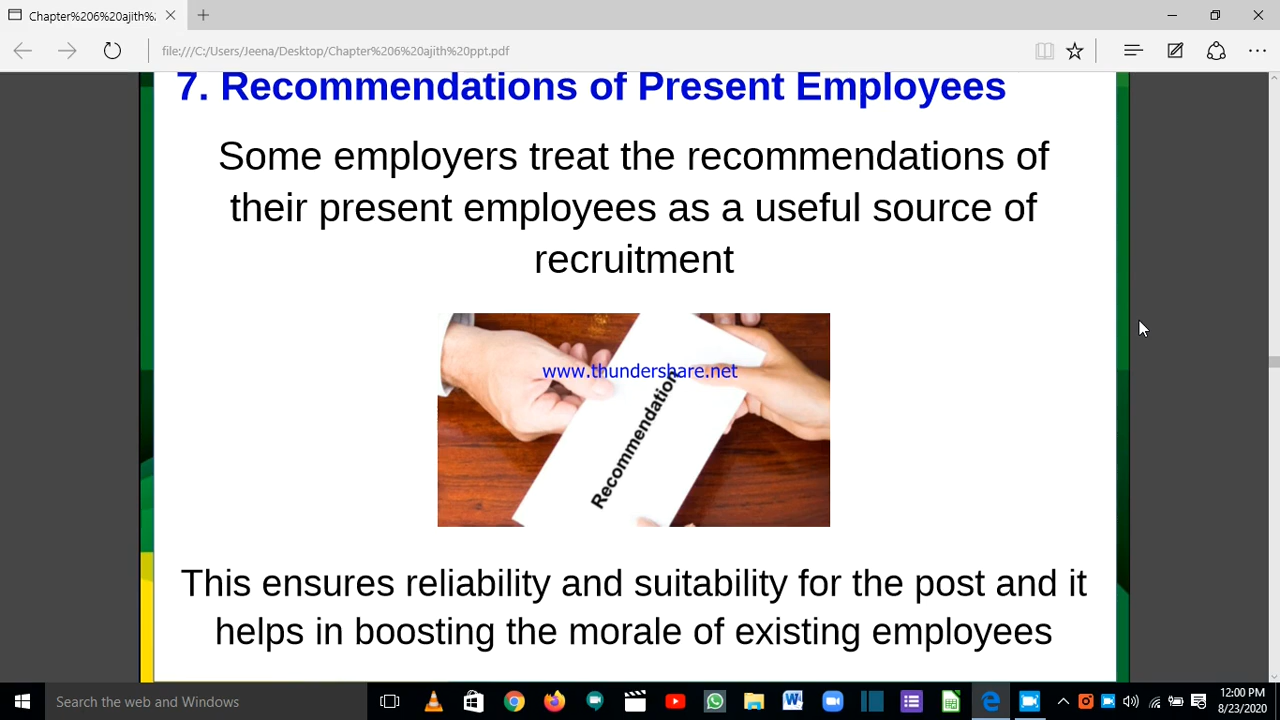 Chapter%206%20ajith%
file:///C:/Users/Jeena/Desktop/Chapter%206%20ajith%20ppt.pdf
7. Recommendations of Present Employees
Some employers treat the recommendations of
their present employees as a useful source of
recruitment
www.thundershare.net
Recommendation
This ensures reliability and suitability for the post and it
helps in boosting the morale of existing employees
Search the web and Windows
12:00 PM
8/23/2020